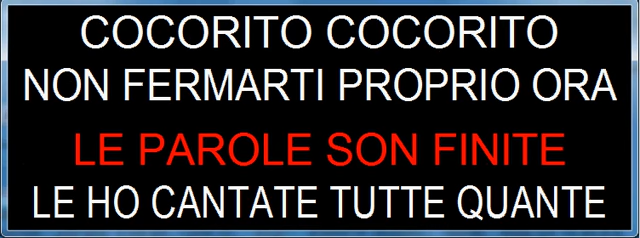 COCORITO COCORITO
NON FERMARTI PROPRIO ORA
LE PAROLE SON FINITE
LE HO CANTATE TUTTE QUANTE